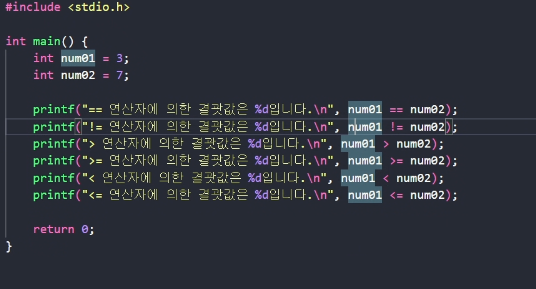 #include <stdio.h>
int main() {
int num01 = 3;
int num02 = 7;
printf("== 연산자에 의한 결괏값은 %d입니다.\n", num01 == num02);
printf("!= 연산자에 의한 결괏값은 %d입니다.\n", num01 != num02);
printf("> 연산자에 의한 결괏값은 %d입니다.\n", num01 > num02);
printf(">= 연산자에 의한 결괏값은 %d입니다.\n", num01 >= num02);
printf("< 연산자에 의한 결괏값은 %d입니다.\n", num01 < num02);
printf("<= 연산자에 의한 결괏값은 %d입니다.\n", num01 <= num02);
return 0;
}